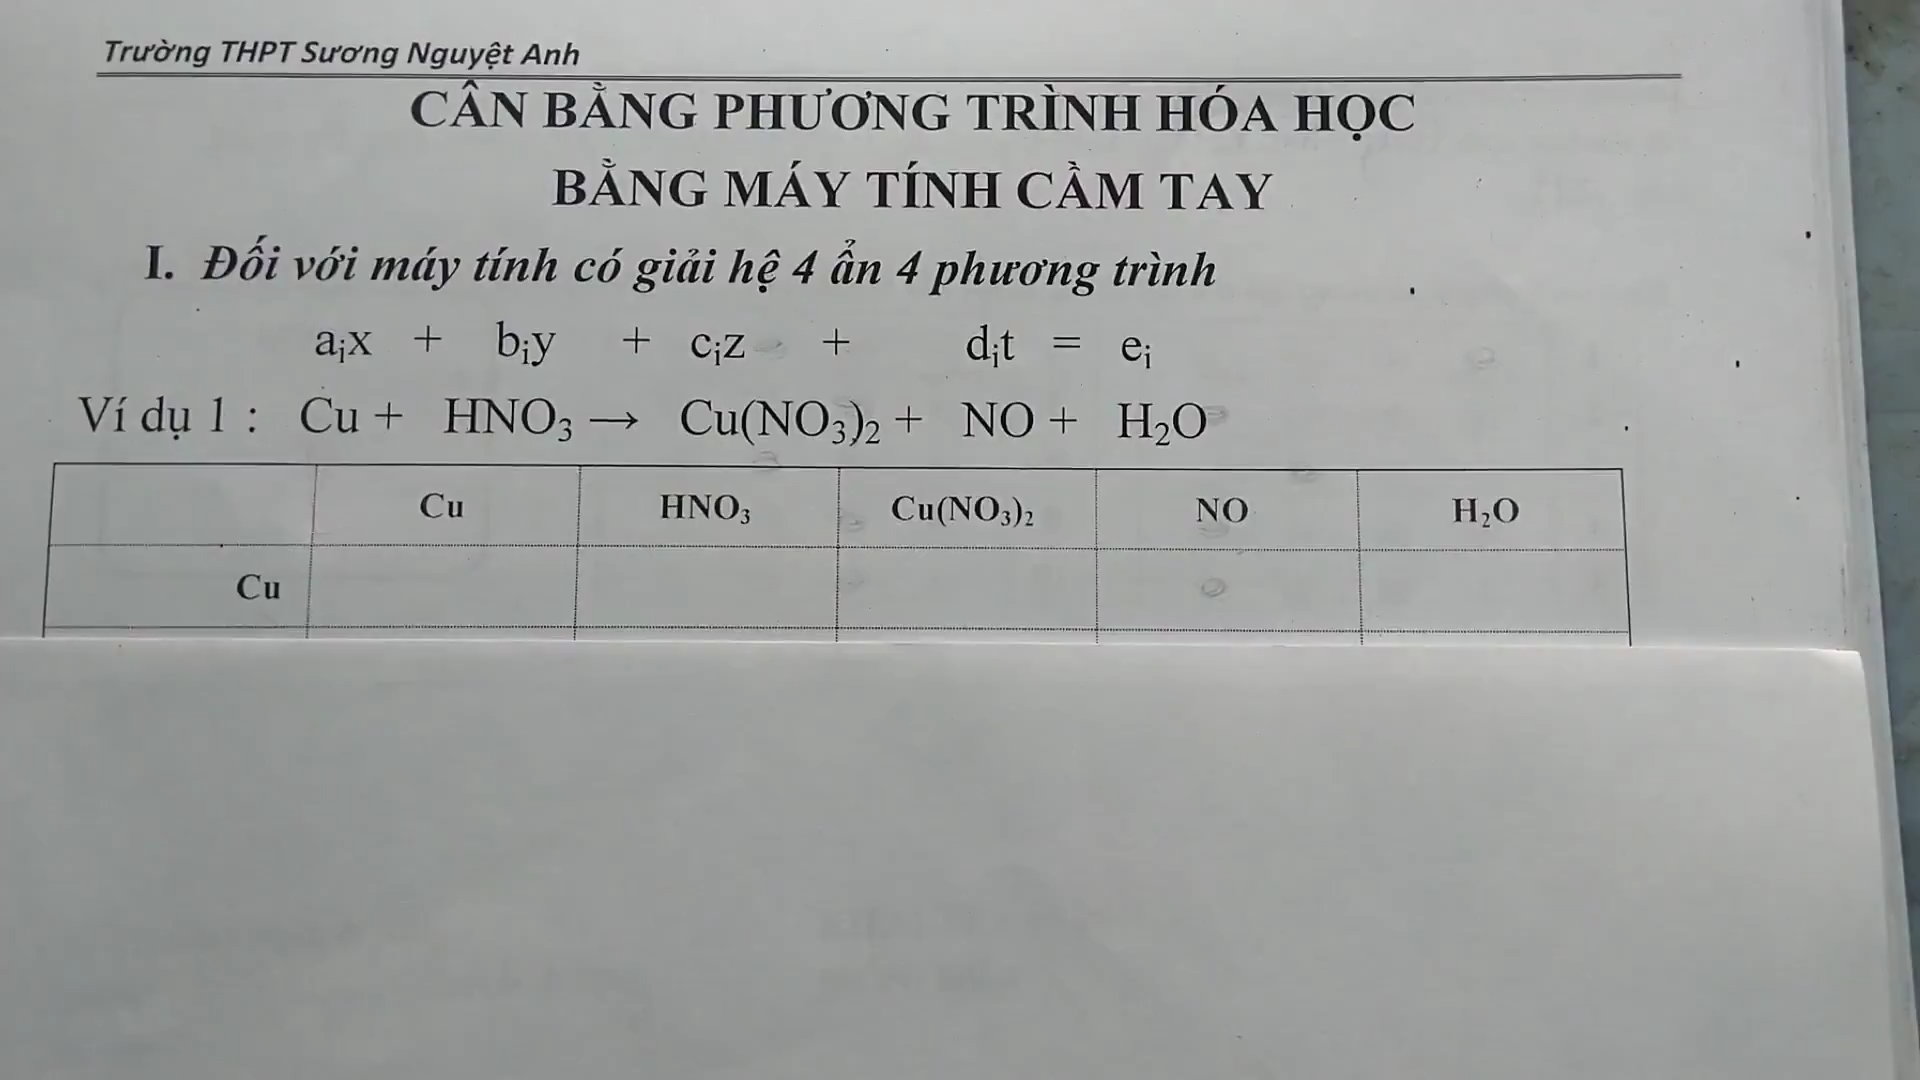 Trường THPT Sương Nguyệt Anh
CÂN BẰNG PHƯƠNG TRÌNH HÓA HỌC
BẰNG MÁY TÍNH CẦM TAY
I. Đối với máy tính có giải hệ 4 ẩn 4 phương trình
aᵢx + bᵢy + cᵢz + dᵢt = eᵢ
Ví dụ 1 : Cu + HNO₃ → Cu(NO₃)₂ + NO + H₂O
Cu HNO₃ Cu(NO₃)₂ NO H₂O
Cu